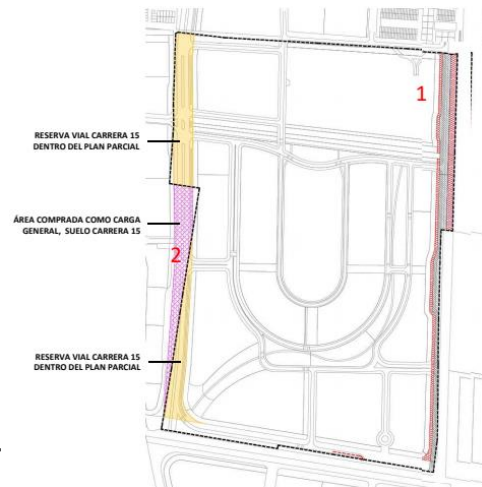 1
RESERVA VIAL CARRERA 15
DENTRO DEL PLAN PARCIAL
ÁREA COMPRADA COMO CARGA
GENERAL, SUELO CARRERA 15
2
RESERVA VIAL CARRERA 15
DENTRO DEL PLAN PARCIAL